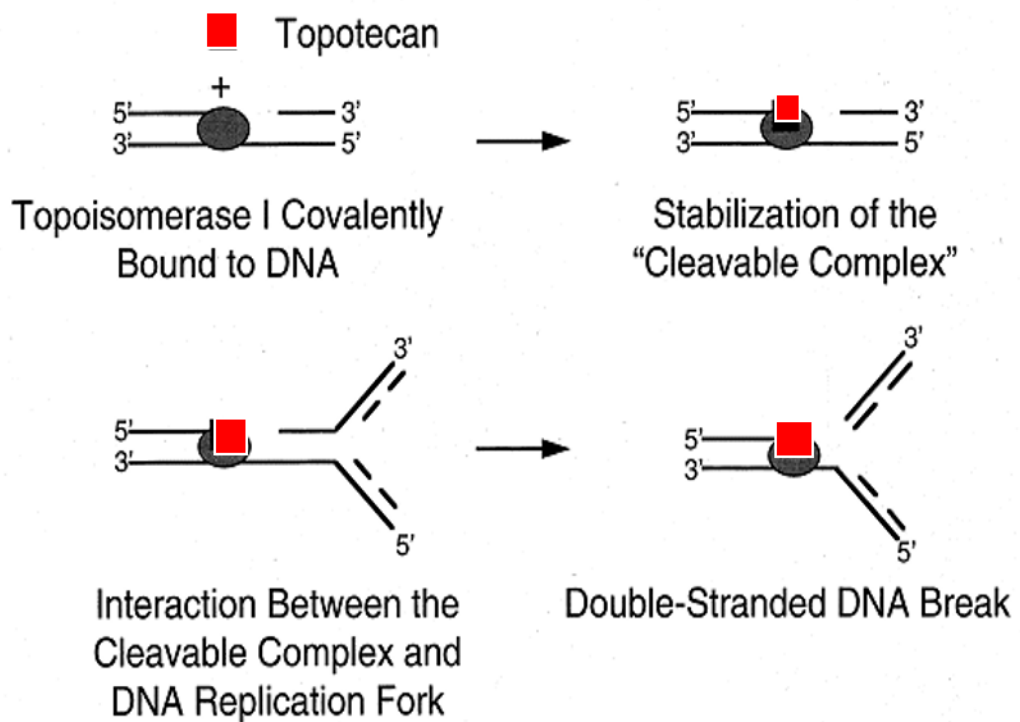 Topotecan
+
5' 3'
3' 5'
5' 3'
3' 5'
Topoisomerase I Covalently
Bound to DNA
Stabilization of the
“Cleavable Complex”
3'
5'
3'
5'
3'
5'
3'
5'
Interaction Between the
Cleavable Complex and
DNA Replication Fork
Double-Stranded DNA Break